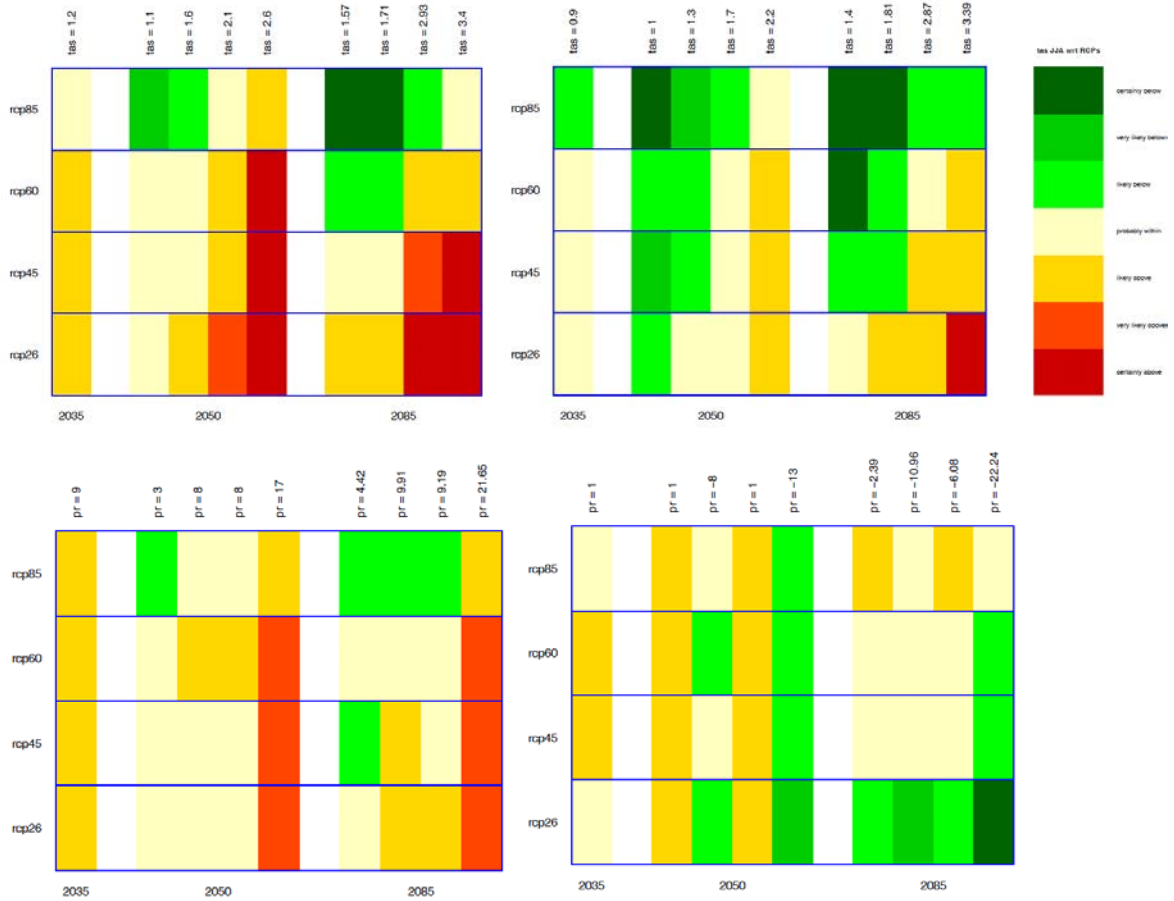 tas = 1.2 tas = 1.1 tas = 1.6 tas = 2.1 tas = 2.6 tas = 1.57 tas = 1.71 tas = 2.93 tas = 3.4
rcp85
rcp60
rcp45
rcp26
2035 2050 2085
tas = 0.9 tas = 1 tas = 1.3 tas = 1.7 tas = 2.2 tas = 1.4 tas = 1.81 tas = 2.87 tas = 3.39
rcp85
rcp60
rcp45
rcp26
2035 2050 2085
tas JJA wrt RCPs
certainly below
very likely below
likely below
probably within
likely above
very likely above
certainly above
pr = 9 pr = 3 pr = 8 pr = 8 pr = 17 pr = 4.42 pr = 9.91 pr = 9.19 pr = 21.65
rcp85
rcp60
rcp45
rcp26
2035 2050 2085
pr = 1 pr = 1 pr = −8 pr = 1 pr = −13 pr = −2.39 pr = −10.96 pr = −6.08 pr = −22.24
rcp85
rcp60
rcp45
rcp26
2035 2050 2085